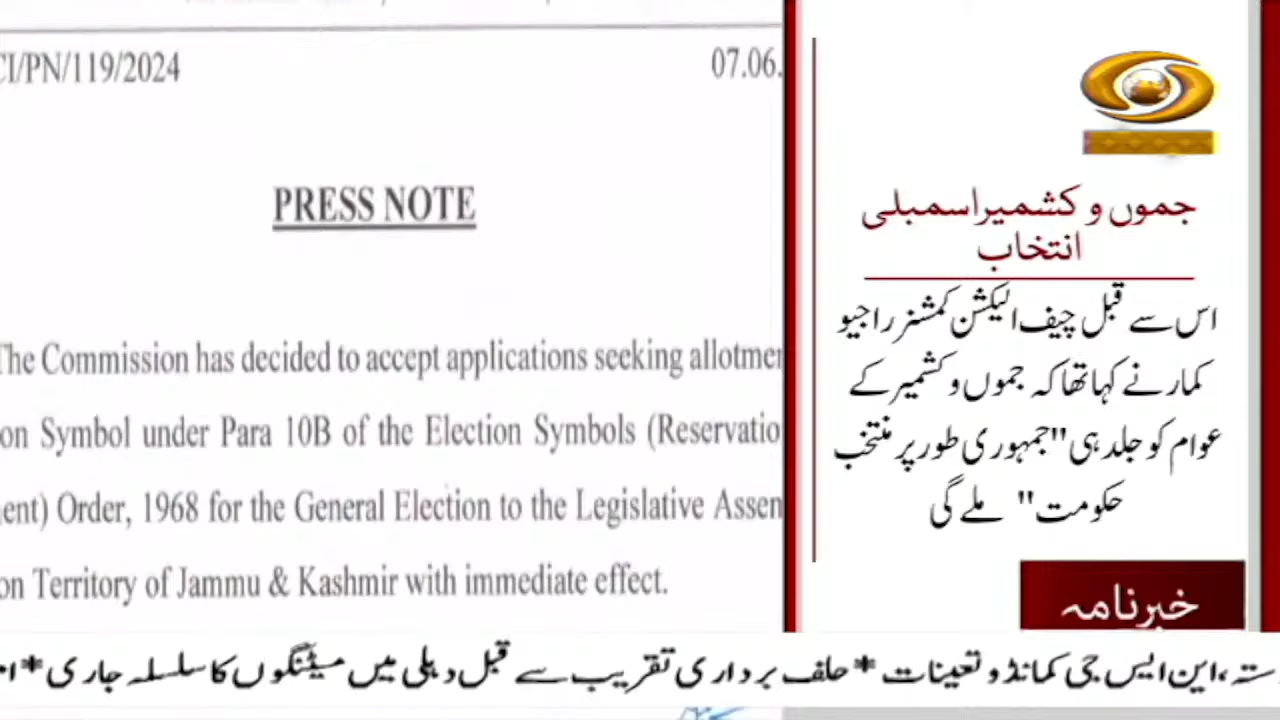 CI/PN/119/2024
07.06.
PRESS NOTE
The Commission has decided to accept applications seeking allotmen
on Symbol under Para 10B of the Election Symbols (Reservatio
ent) Order, 1968 for the General Election to the Legislative Assem
on Territory of Jammu & Kashmir with immediate effect.
جموں و کشمیراسمبلی
انتخاب
اس سے قبل چیف الیکشن کمشنر راجیو
کمار نے کہا تھا کہ جموں و کشمیر کے
عوام کو جلد ہی "جمہوری طور پر منتخب
حکومت" ملے گی
خبرنامہ
ستہ ،این ایس جی کمانڈو تعینات * حلف برداری تقریب سے قبل دہلی میں میٹنگوں کا سلسلہ جاری *